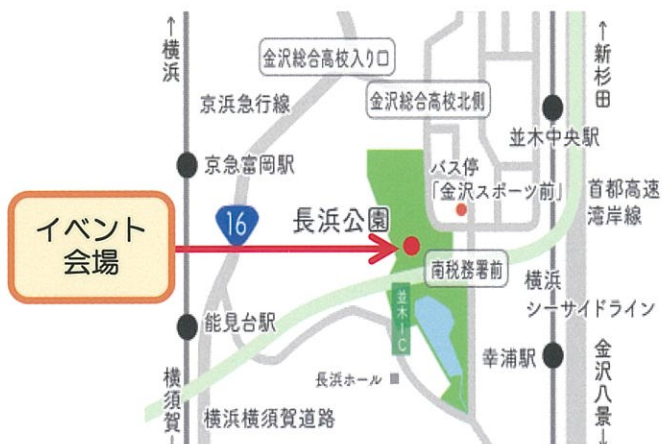 ↑横浜
金沢総合高校入り口
↑新杉田
京浜急行線
金沢総合高校北側
並木中央駅
京急富岡駅
バス停
「金沢スポーツ前」
首都高速
湾岸線
イベント
会場
16
長浜公園
南税務署前
横浜
シーサイドライン
並木IC
能見台駅
幸浦駅
長浜ホール
横須賀↓
横浜横須賀道路
金沢八景↓